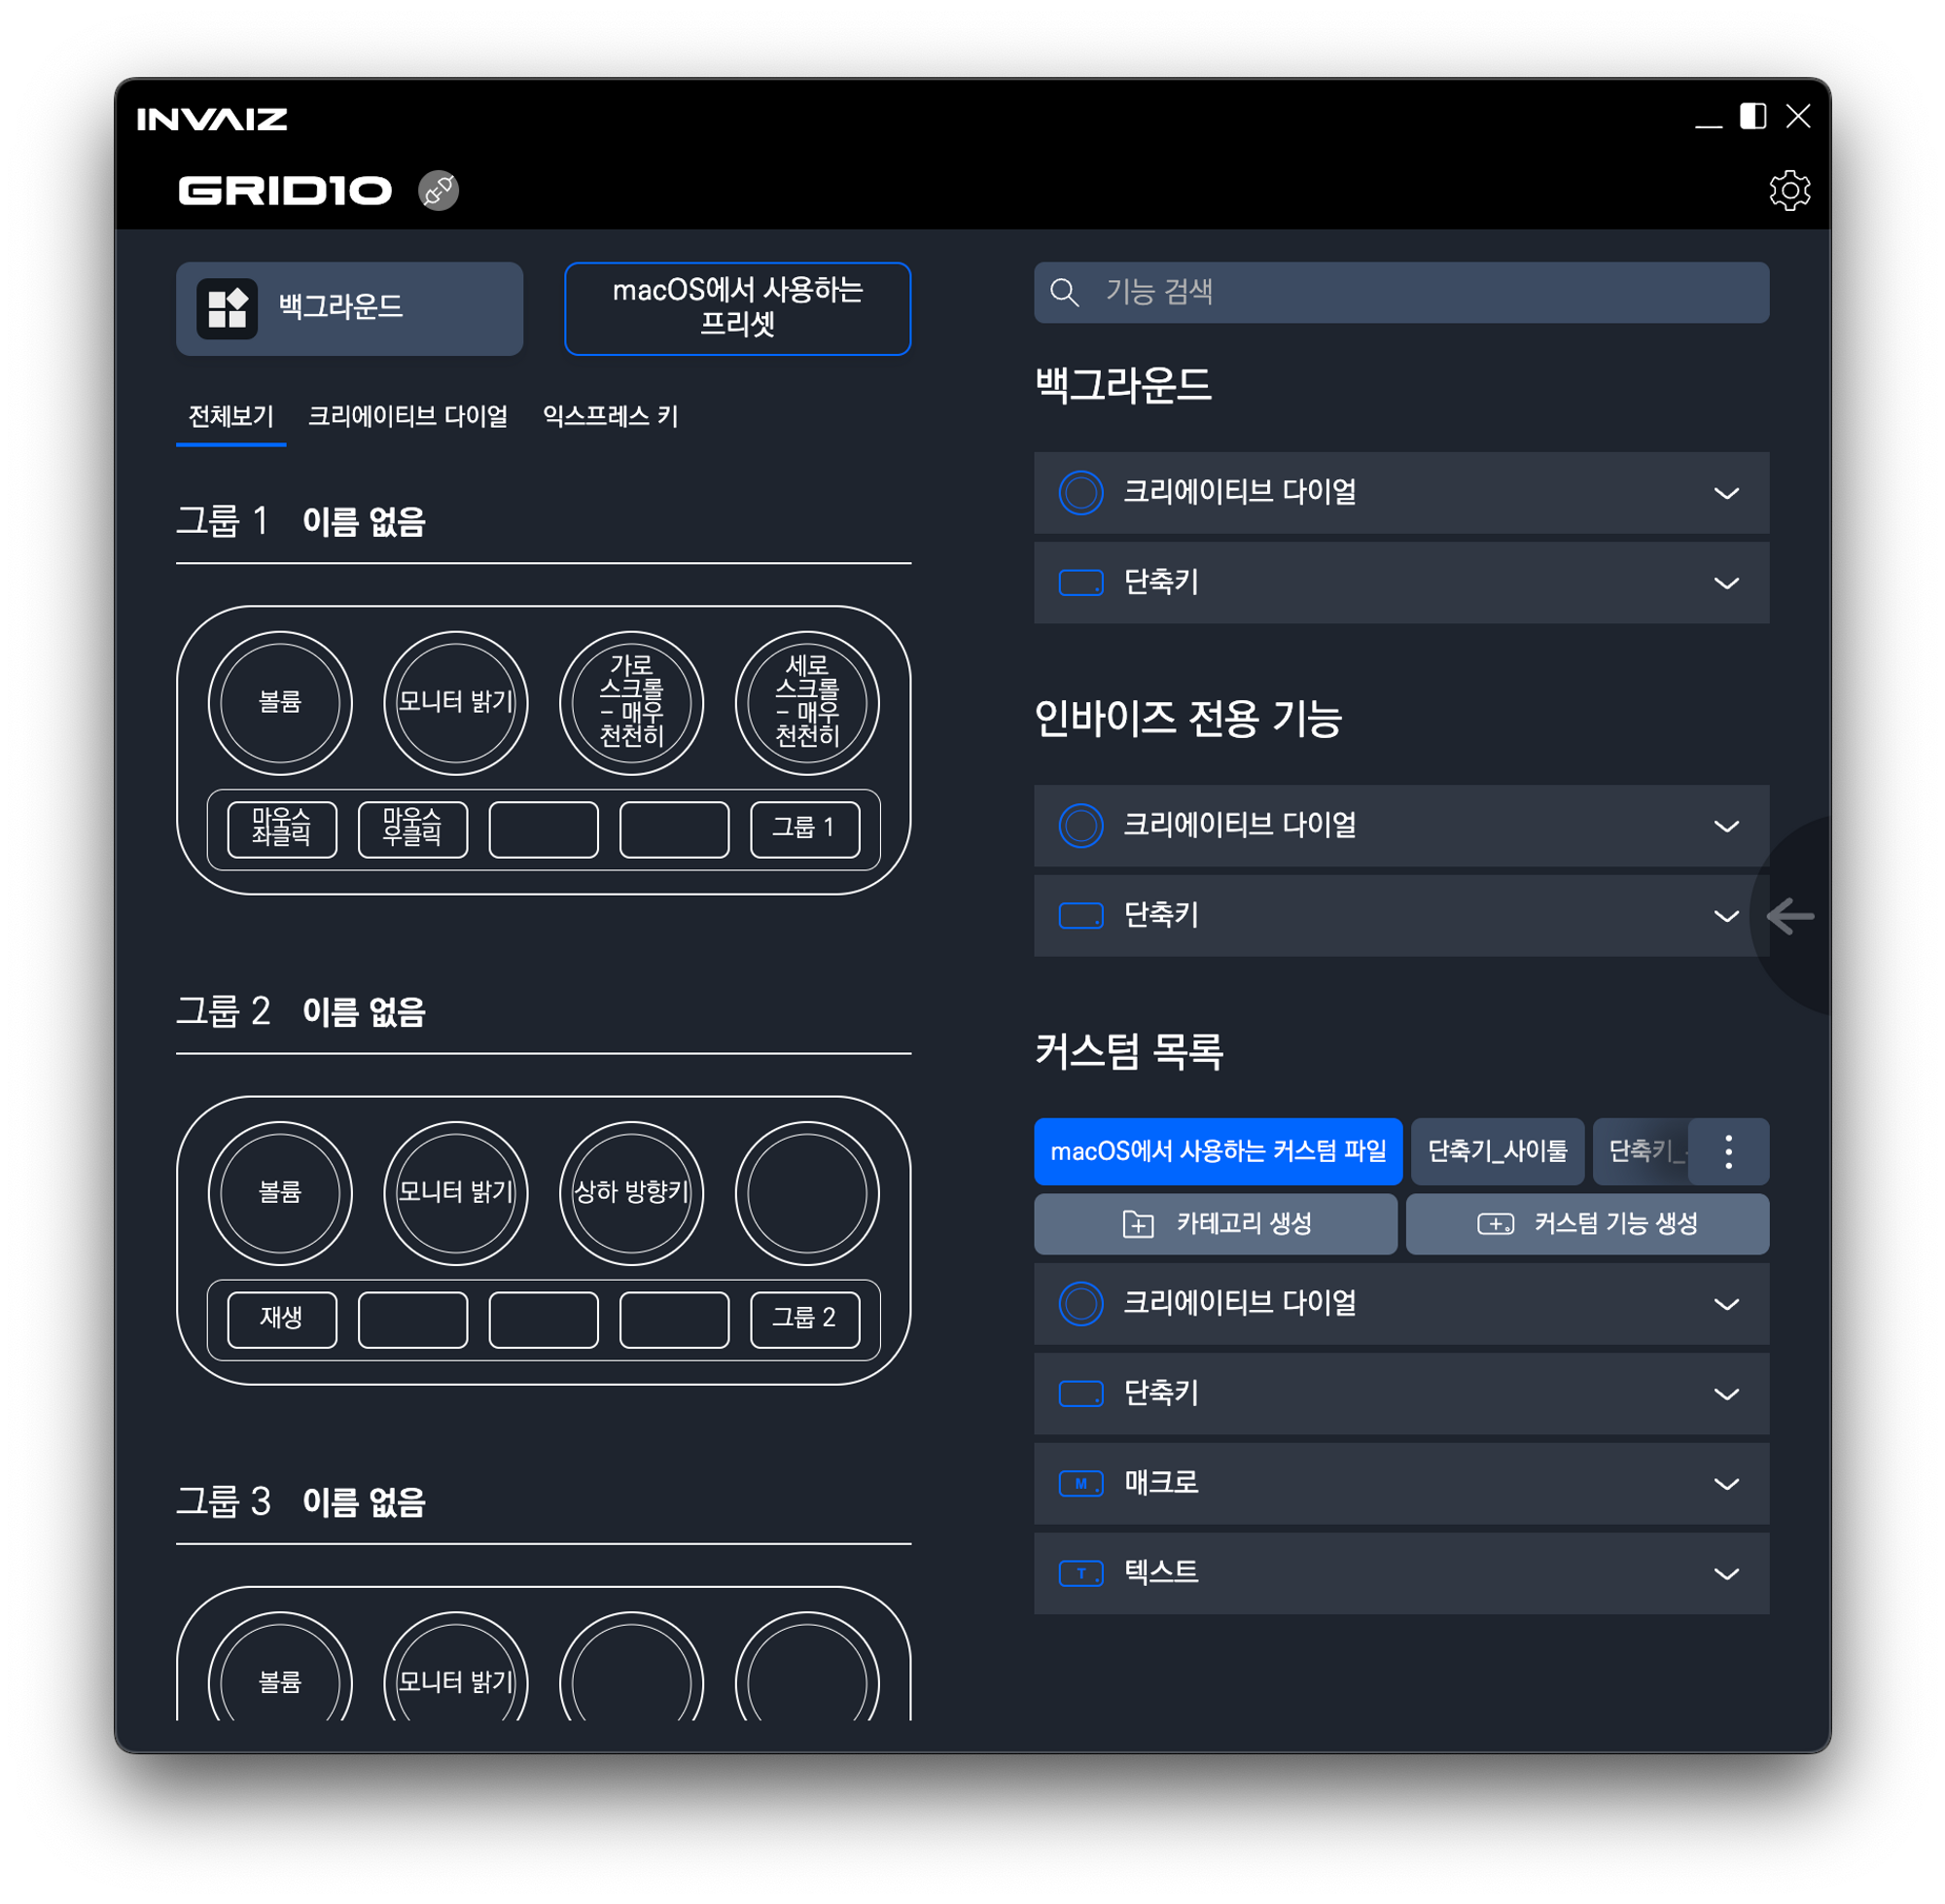 INVAIZ
GRID10
백그라운드
macOS에서 사용하는
프리셋
전체보기
크리에이티브 다이얼
익스프레스 키
그룹 1 이름 없음
볼륨
모니터 밝기
가로
스크롤
- 매우
천천히
세로
스크롤
- 매우
천천히
마우스
좌클릭
마우스
우클릭
그룹 1
그룹 2 이름 없음
볼륨
모니터 밝기
상하 방향키
재생
그룹 2
그룹 3 이름 없음
볼륨
모니터 밝기
기능 검색
백그라운드
크리에이티브 다이얼
단축키
인바이즈 전용 기능
크리에이티브 다이얼
단축키
커스텀 목록
macOS에서 사용하는 커스텀 파일
단축기_사이툴
단축키_
카테고리 생성
커스텀 기능 생성
크리에이티브 다이얼
단축키
M
매크로
T
텍스트